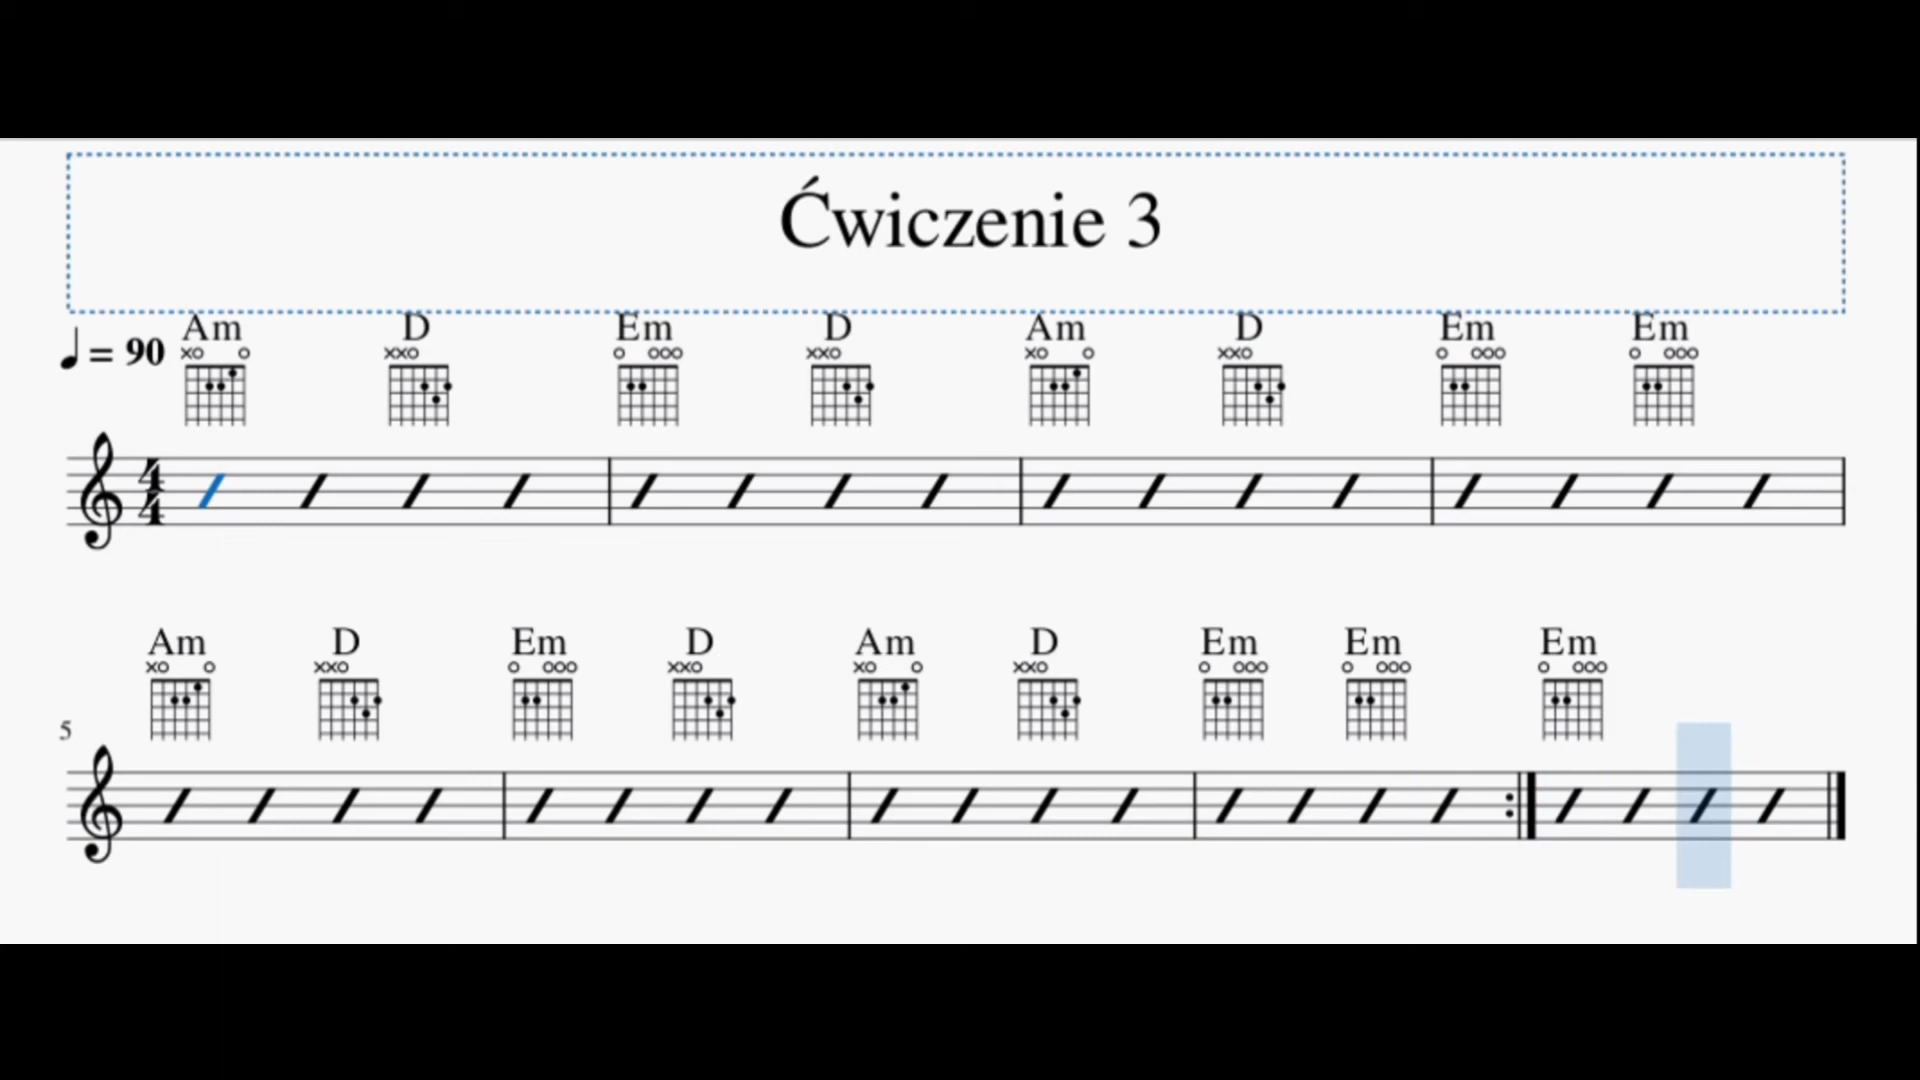 Ćwiczenie 3
♩ = 90 Am D Em D Am D Em Em
4/4
Am D Em D Am D Em Em Em
5